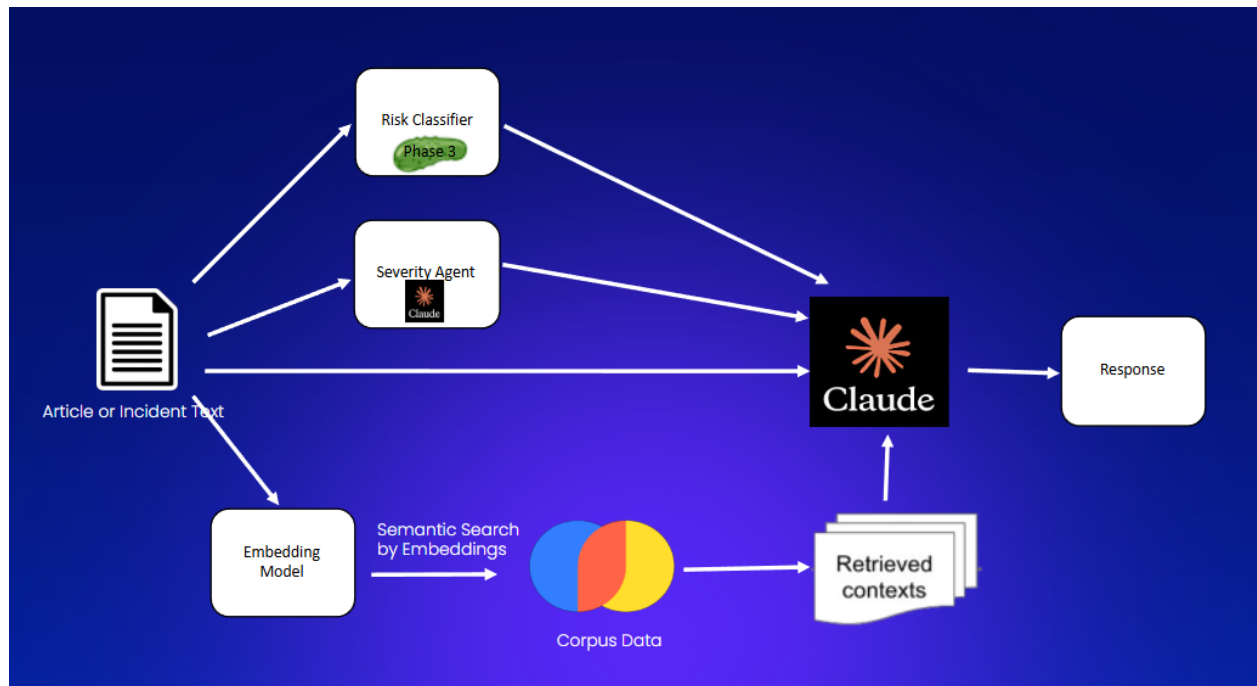 Risk Classifier
Phase 3
Severity Agent
Claude
Article or Incident Text
Claude
Response
Embedding
Model
Semantic Search
by Embeddings
Corpus Data
Retrieved
contexts